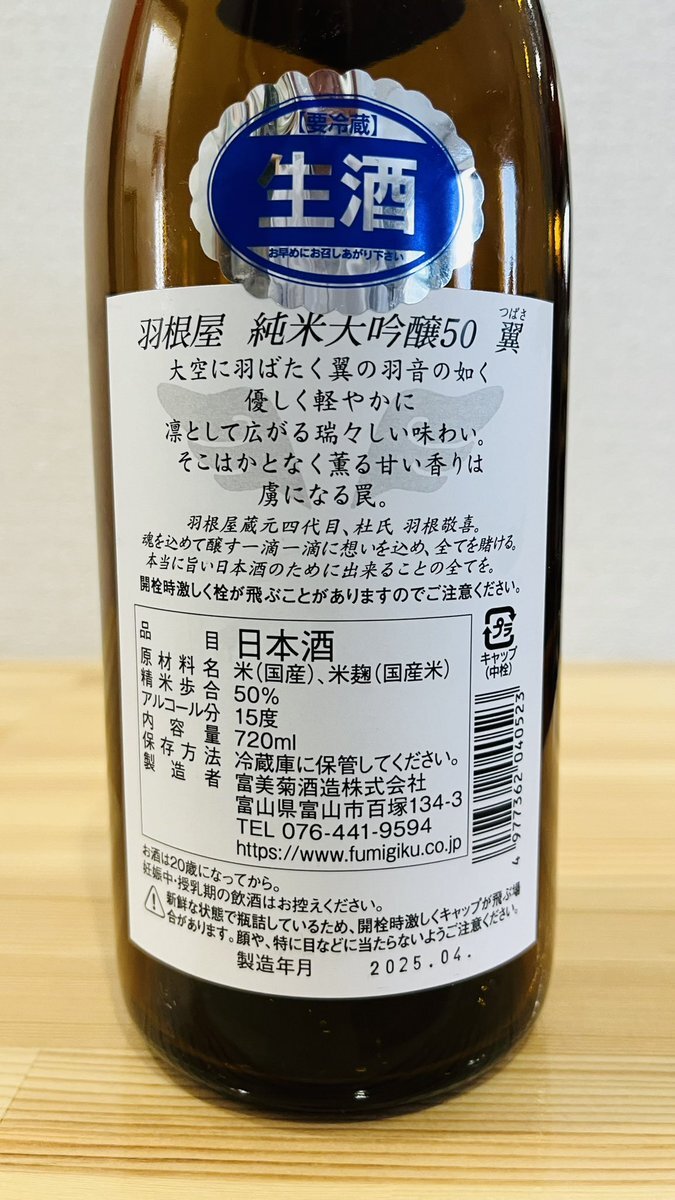 【要冷蔵】
生酒
お早めにお召しあがり下さい
羽根屋 純米大吟醸50 翼
つばさ
大空に羽ばたく翼の羽音の如く
優しく軽やかに
凛として広がる瑞々しい味わい。
そこはかとなく薫る甘い香りは
虜になる罠。
羽根屋蔵元四代目、杜氏 羽根敬喜。
魂を込めて醸す一滴一滴に想いを込め、全てを賭ける。
本当に旨い日本酒のために出来ることの全てを。
開栓時激しく栓が飛ぶことがありますのでご注意ください。
品目 日本酒
原材料名 米(国産)、米麹(国産米)
精米歩合 50%
アルコール分 15度
内容量 720ml
保存方法 冷蔵庫に保管してください。
製造者 富美菊酒造株式会社
富山県富山市百塚134-3
TEL 076-441-9594
https://www.fumigiku.co.jp
プラ
キャップ
(中栓)
4 977362 040523
お酒は20歳になってから。
妊娠中・授乳期の飲酒はお控えください。
新鮮な状態で瓶詰しているため、開栓時激しくキャップが飛ぶ場
合があります。顔や、特に目などに当たらないようご注意ください。
製造年月 2025.04.